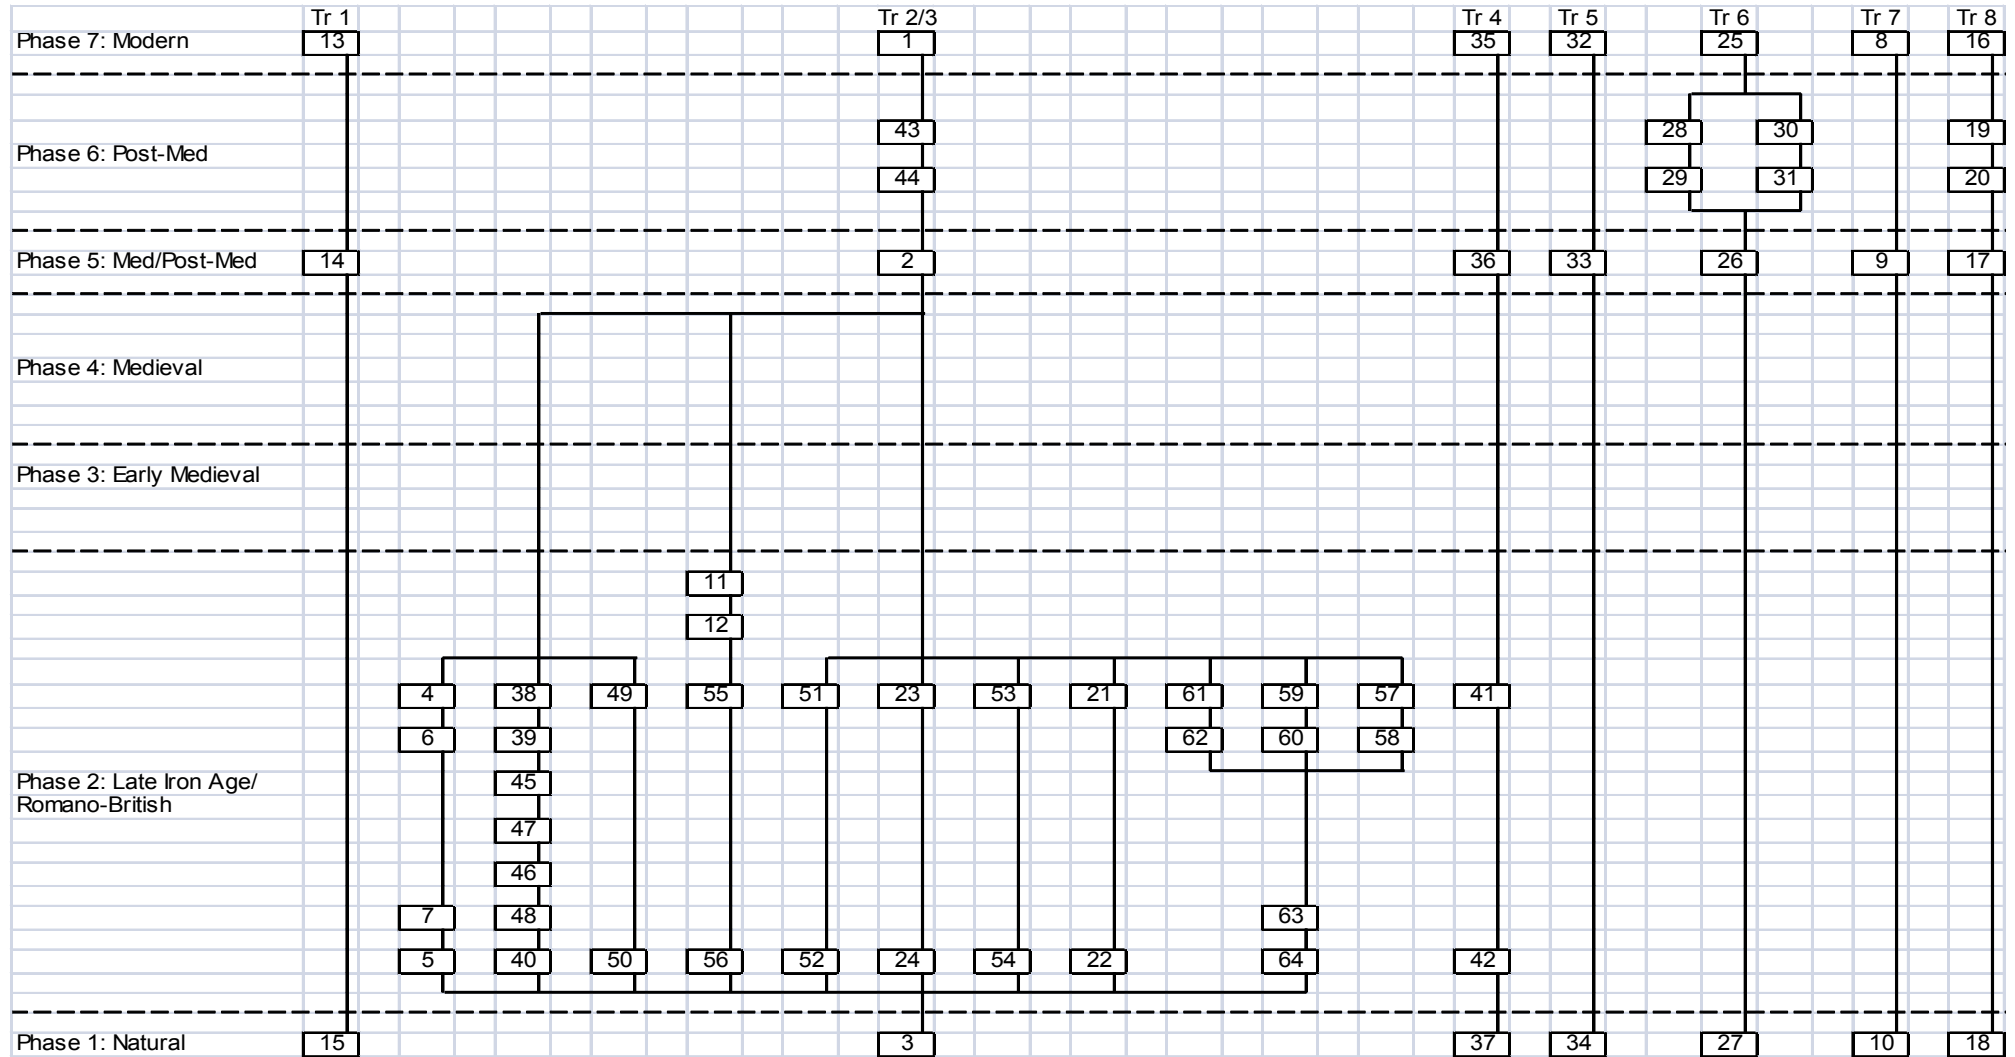 Tr 1 Tr 2/3 Tr 4 Tr 5 Tr 6 Tr 7 Tr 8
Phase 7: Modern 13 1 35 32 25 8 16
43 28 30 19
Phase 6: Post-Med
44 29 31 20
Phase 5: Med/Post-Med 14 2 36 33 26 9 17
Phase 4: Medieval
Phase 3: Early Medieval
11
12
4 38 49 55 51 23 53 21 61 59 57 41
6 39 62 60 58
Phase 2: Late Iron Age/ 45
Romano-British
47
46
7 48 63
5 40 50 56 52 24 54 22 64 42
Phase 1: Natural 15 3 37 34 27 10 18